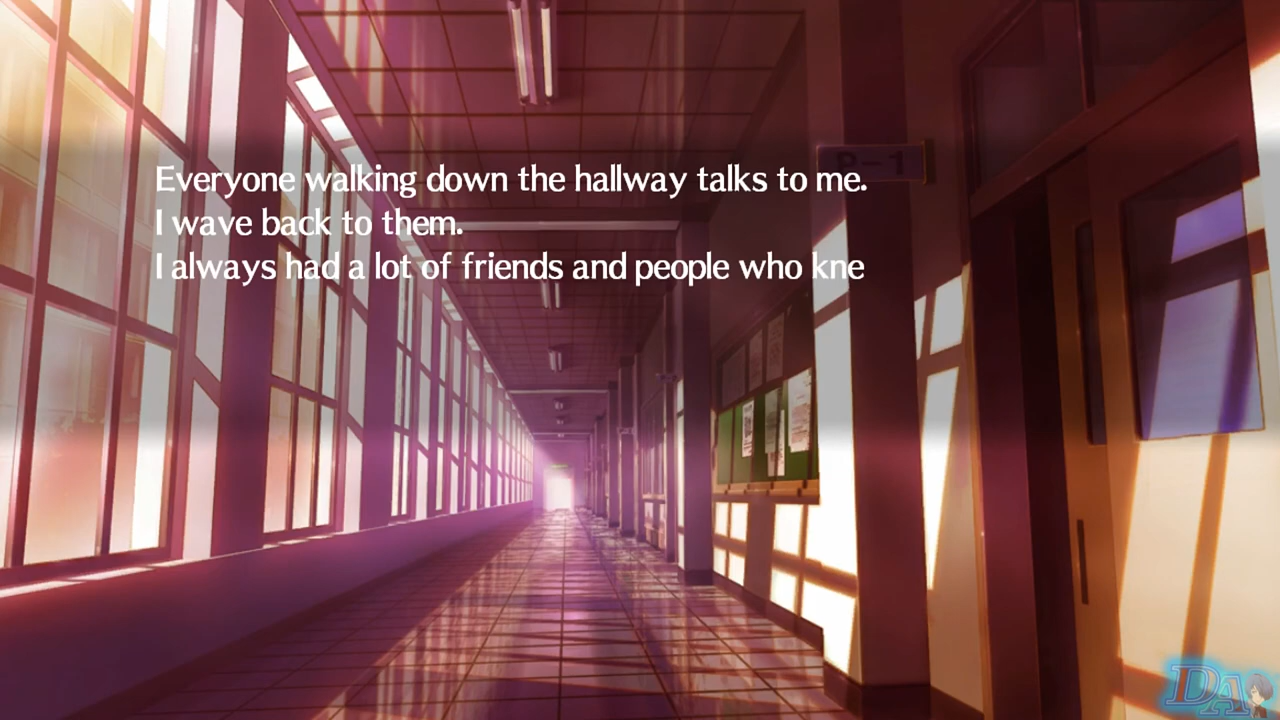 Everyone walking down the hallway talks to me.
I wave back to them.
I always had a lot of friends and people who kne
DA